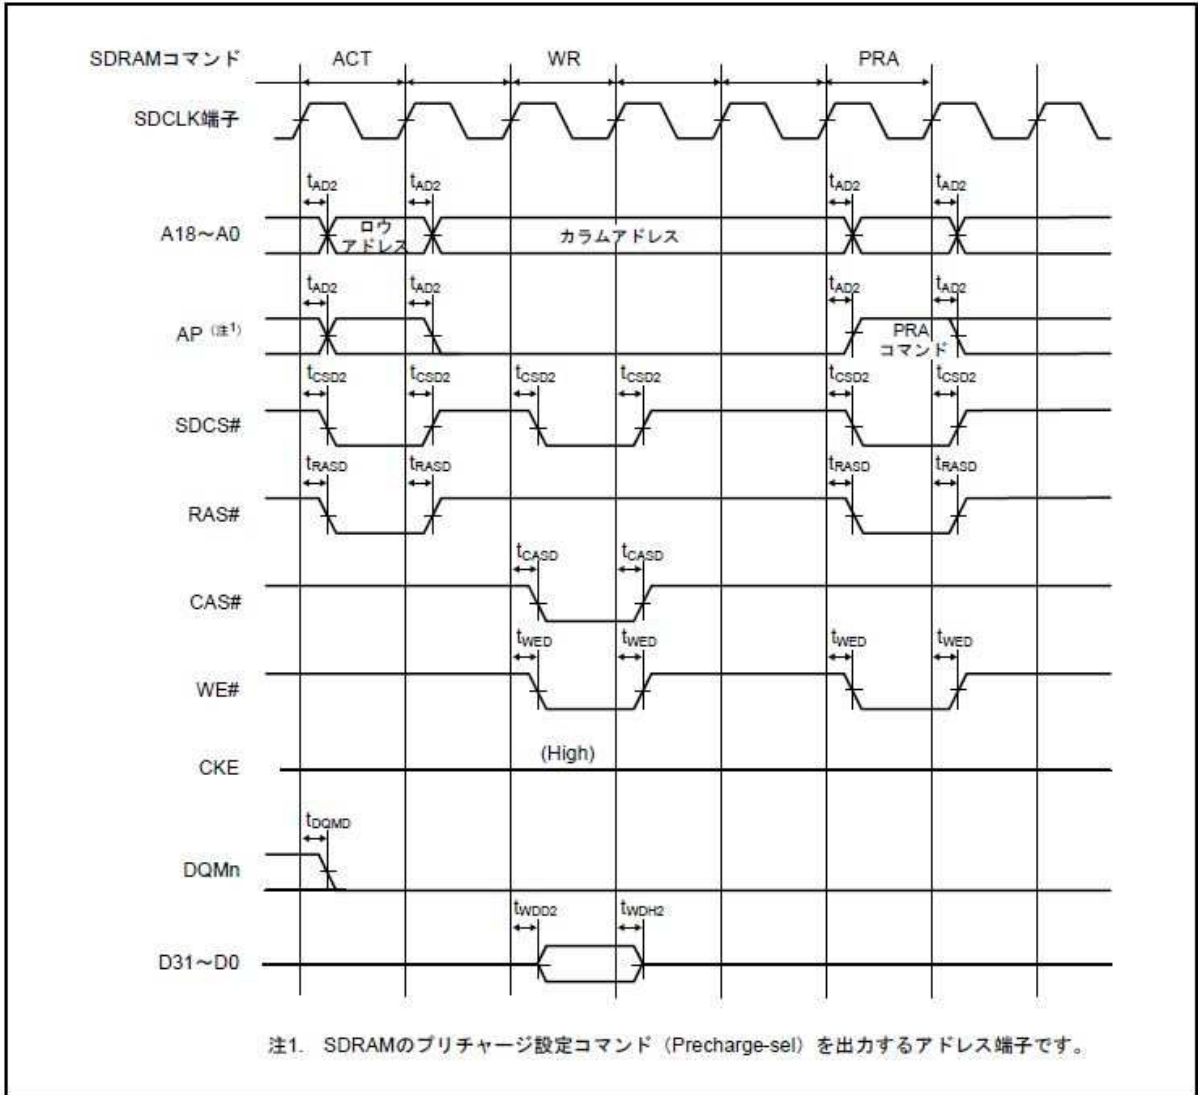 SDRAMコマンド ACT WR PRA
SDCLK端子
tAD2 tAD2 tAD2 tAD2
A18～A0 ロウ アドレス カラムアドレス
tAD2 tAD2 tAD2 tAD2
AP (注1) PRA コマンド
tCSD2 tCSD2 tCSD2 tCSD2 tCSD2 tCSD2
SDCS#
tRASD tRASD tRASD tRASD
RAS#
tCASD tCASD
CAS#
tWED tWED tWED tWED
WE#
(High)
CKE
tDQMD
DQMn
tWDD2 tWDH2
D31～D0
注1. SDRAMのプリチャージ設定コマンド（Precharge-sel）を出力するアドレス端子です。